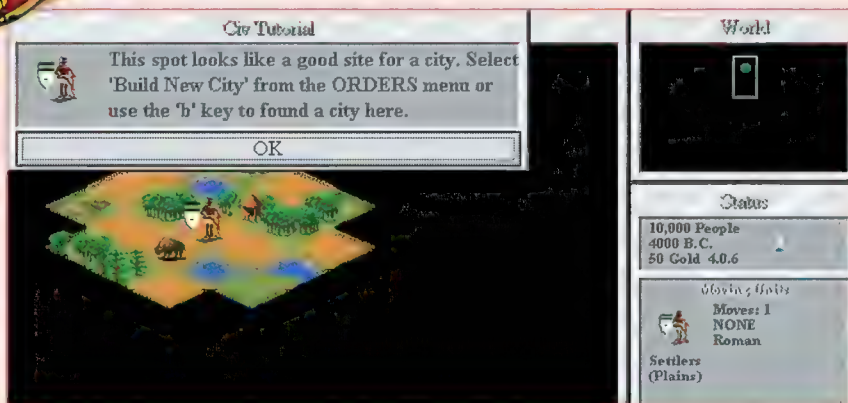 Civ Tutorial
This spot looks like a good site for a city. Select
'Build New City' from the ORDERS menu or
use the 'b' key to found a city here.
OK
World
Status
10,000 People
4000 B.C.
50 Gold 4.0.6
Moving Units
Moves: 1
NONE
Roman
Settlers
(Plains)